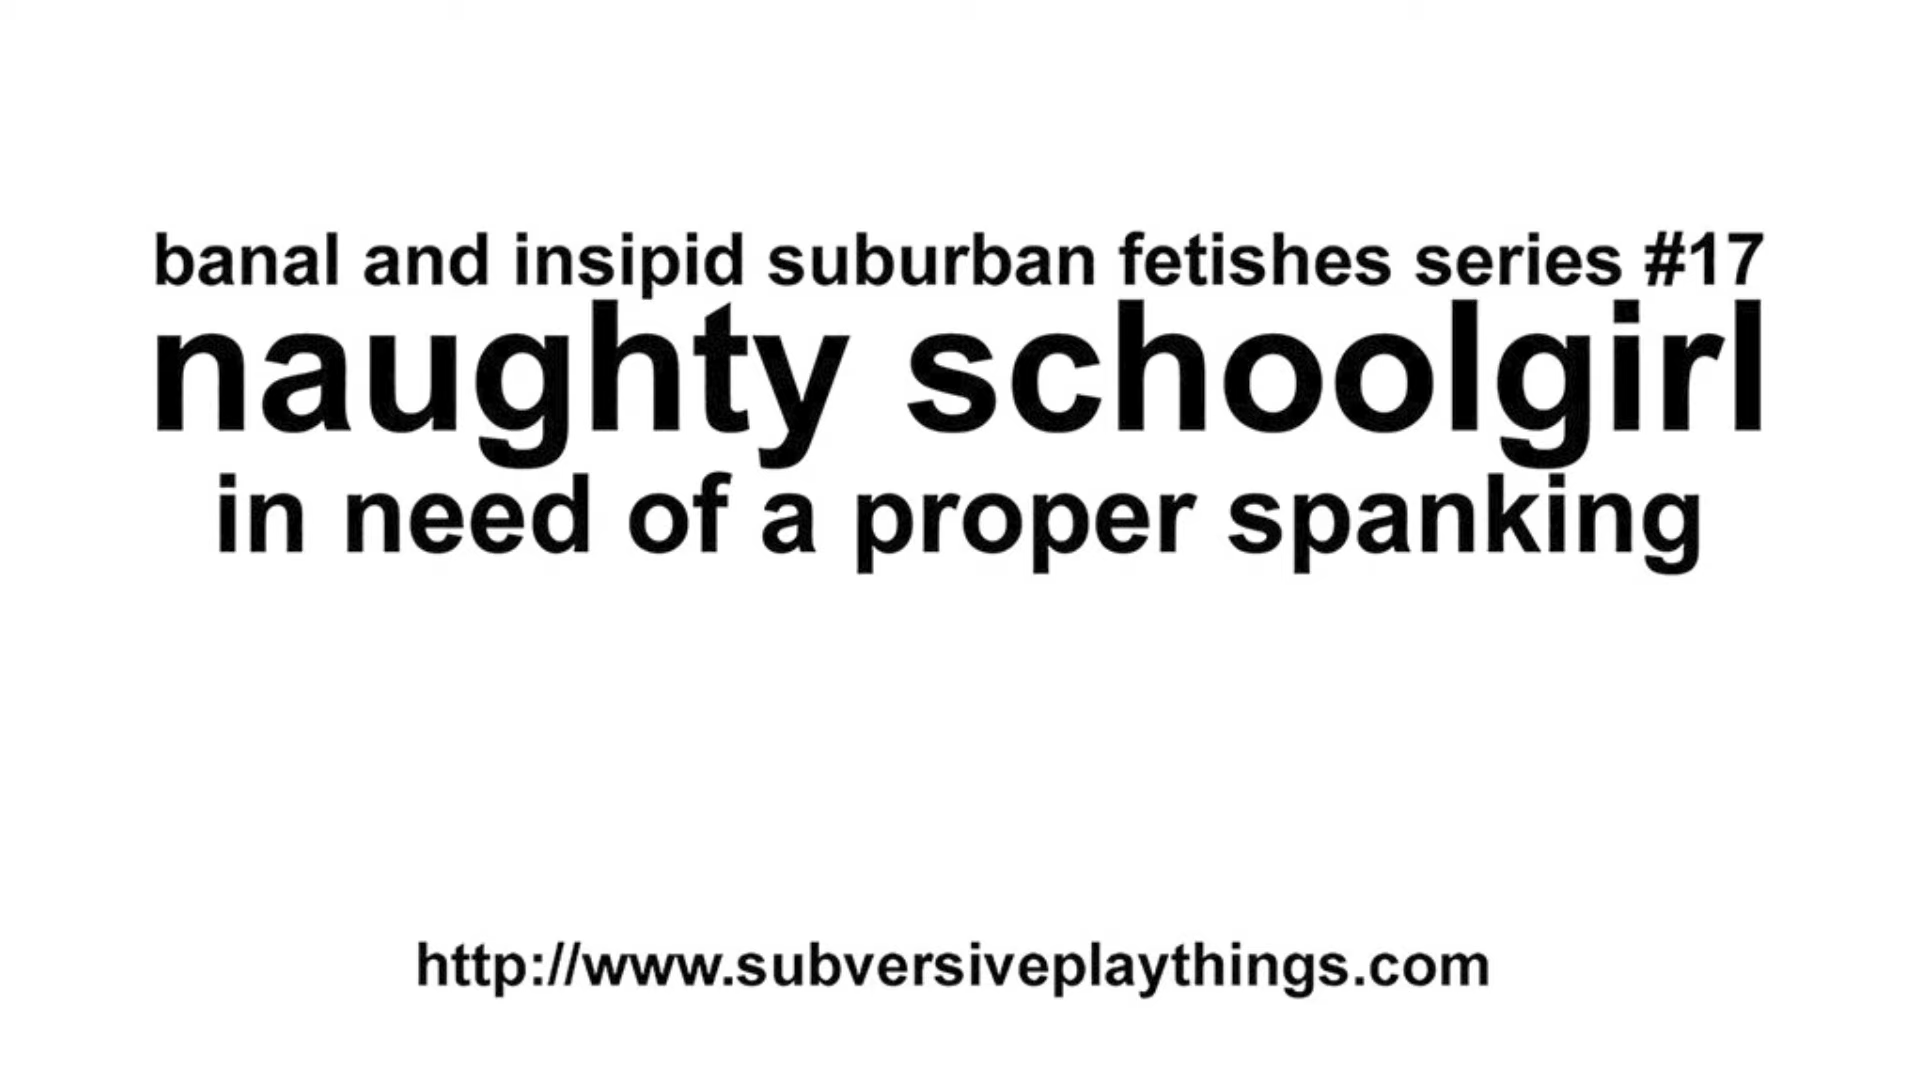 banal and insipid suburban fetishes series #17
naughty schoolgirl
in need of a proper spanking
http://www.subversiveplaythings.com